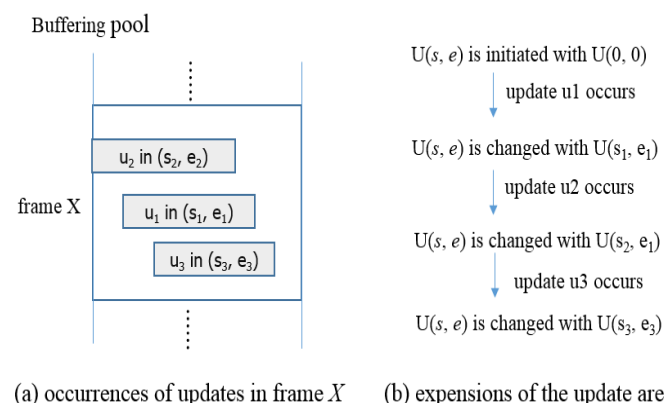 Buffering pool
u₂ in (s₂, e₂)
frame X
u₁ in (s₁, e₁)
u₃ in (s₃, e₃)
(a) occurrences of updates in frame X
U(s, e) is initiated with U(0, 0)
update u1 occurs
U(s, e) is changed with U(s₁, e₁)
update u2 occurs
U(s, e) is changed with U(s₂, e₁)
update u3 occurs
U(s, e) is changed with U(s₃, e₃)
(b) expensions of the update are